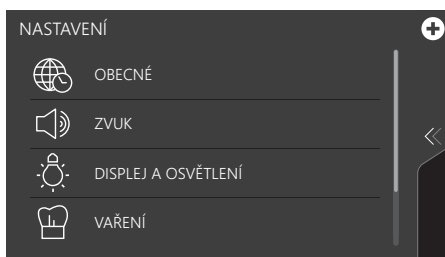 NASTAVENÍ
OBECNÉ
ZVUK
DISPLEJ A OSVĚTLENÍ
VAŘENÍ